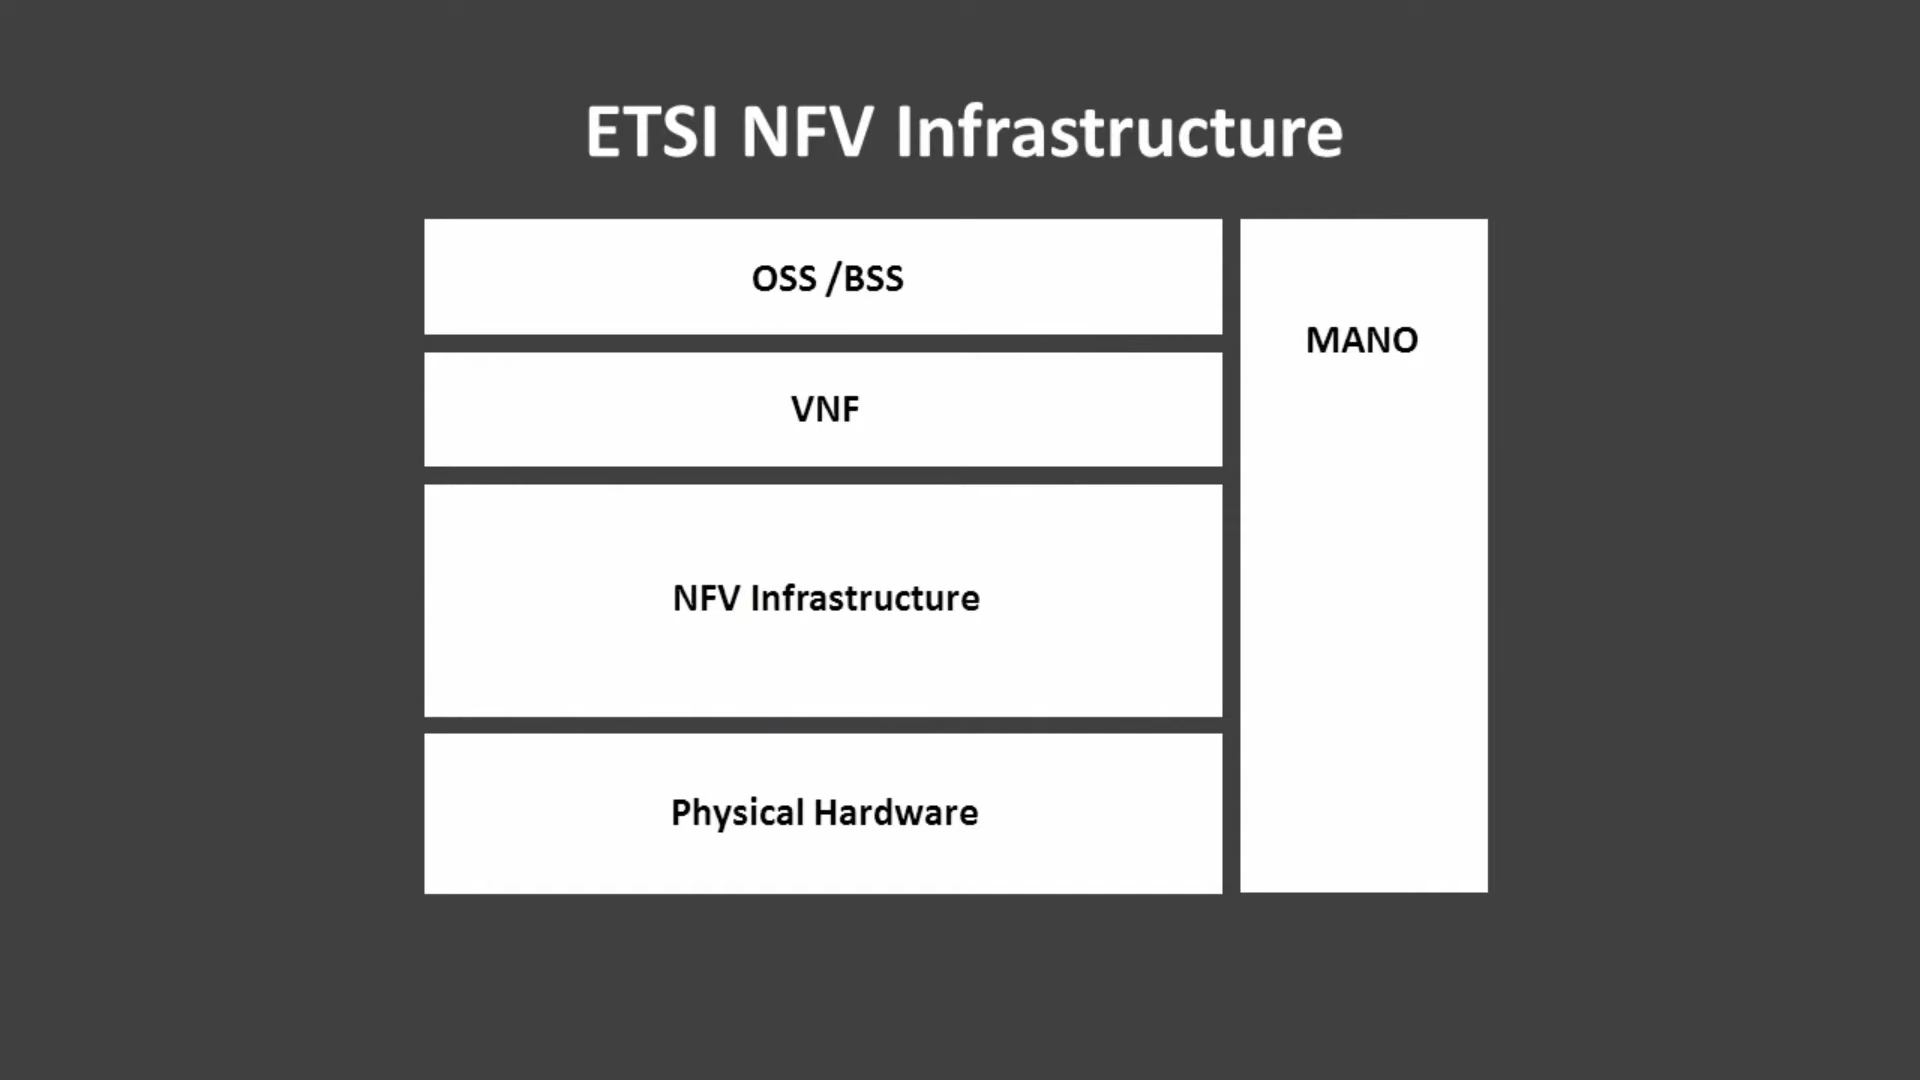 ETSI NFV Infrastructure
OSS /BSS
MANO
VNF
NFV Infrastructure
Physical Hardware